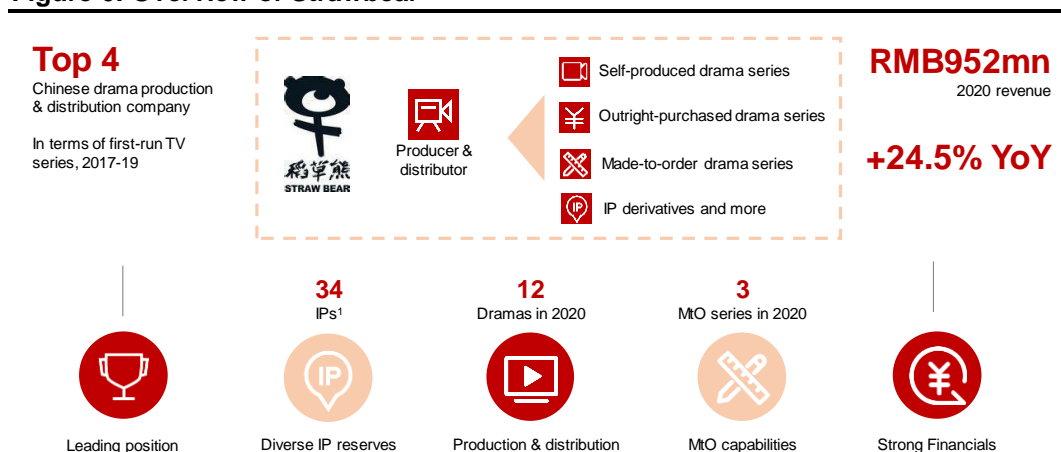 Top 4
Chinese drama production
& distribution company
In terms of first-run TV
series, 2017-19
稻草熊
STRAW BEAR
Producer &
distributor
Self-produced drama series
Outright-purchased drama series
Made-to-order drama series
IP
IP derivatives and more
RMB952mn
2020 revenue
+24.5% YoY
34
IPs¹
12
Dramas in 2020
3
MtO series in 2020
IP
Leading position
Diverse IP reserves
Production & distribution
MtO capabilities
Strong Financials